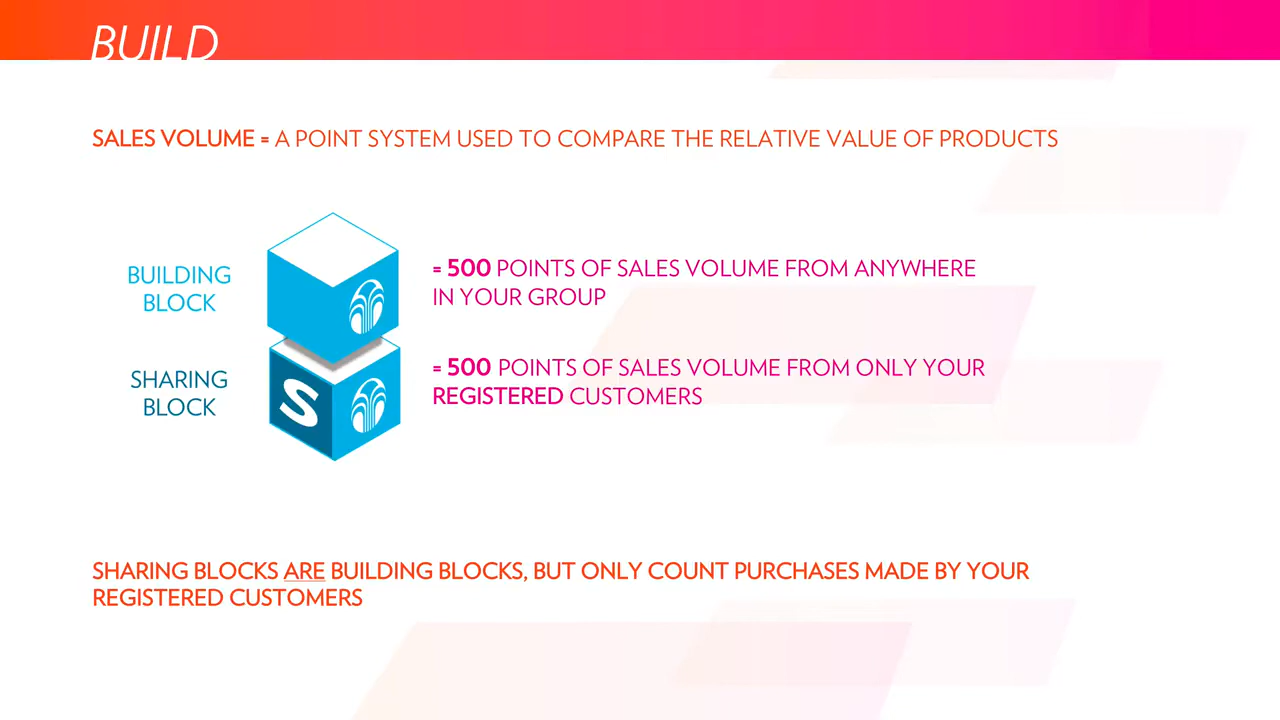 BUILD
SALES VOLUME = A POINT SYSTEM USED TO COMPARE THE RELATIVE VALUE OF PRODUCTS
BUILDING
BLOCK
= 500 POINTS OF SALES VOLUME FROM ANYWHERE
IN YOUR GROUP
SHARING
BLOCK
S
= 500 POINTS OF SALES VOLUME FROM ONLY YOUR
REGISTERED CUSTOMERS
SHARING BLOCKS ARE BUILDING BLOCKS, BUT ONLY COUNT PURCHASES MADE BY YOUR
REGISTERED CUSTOMERS